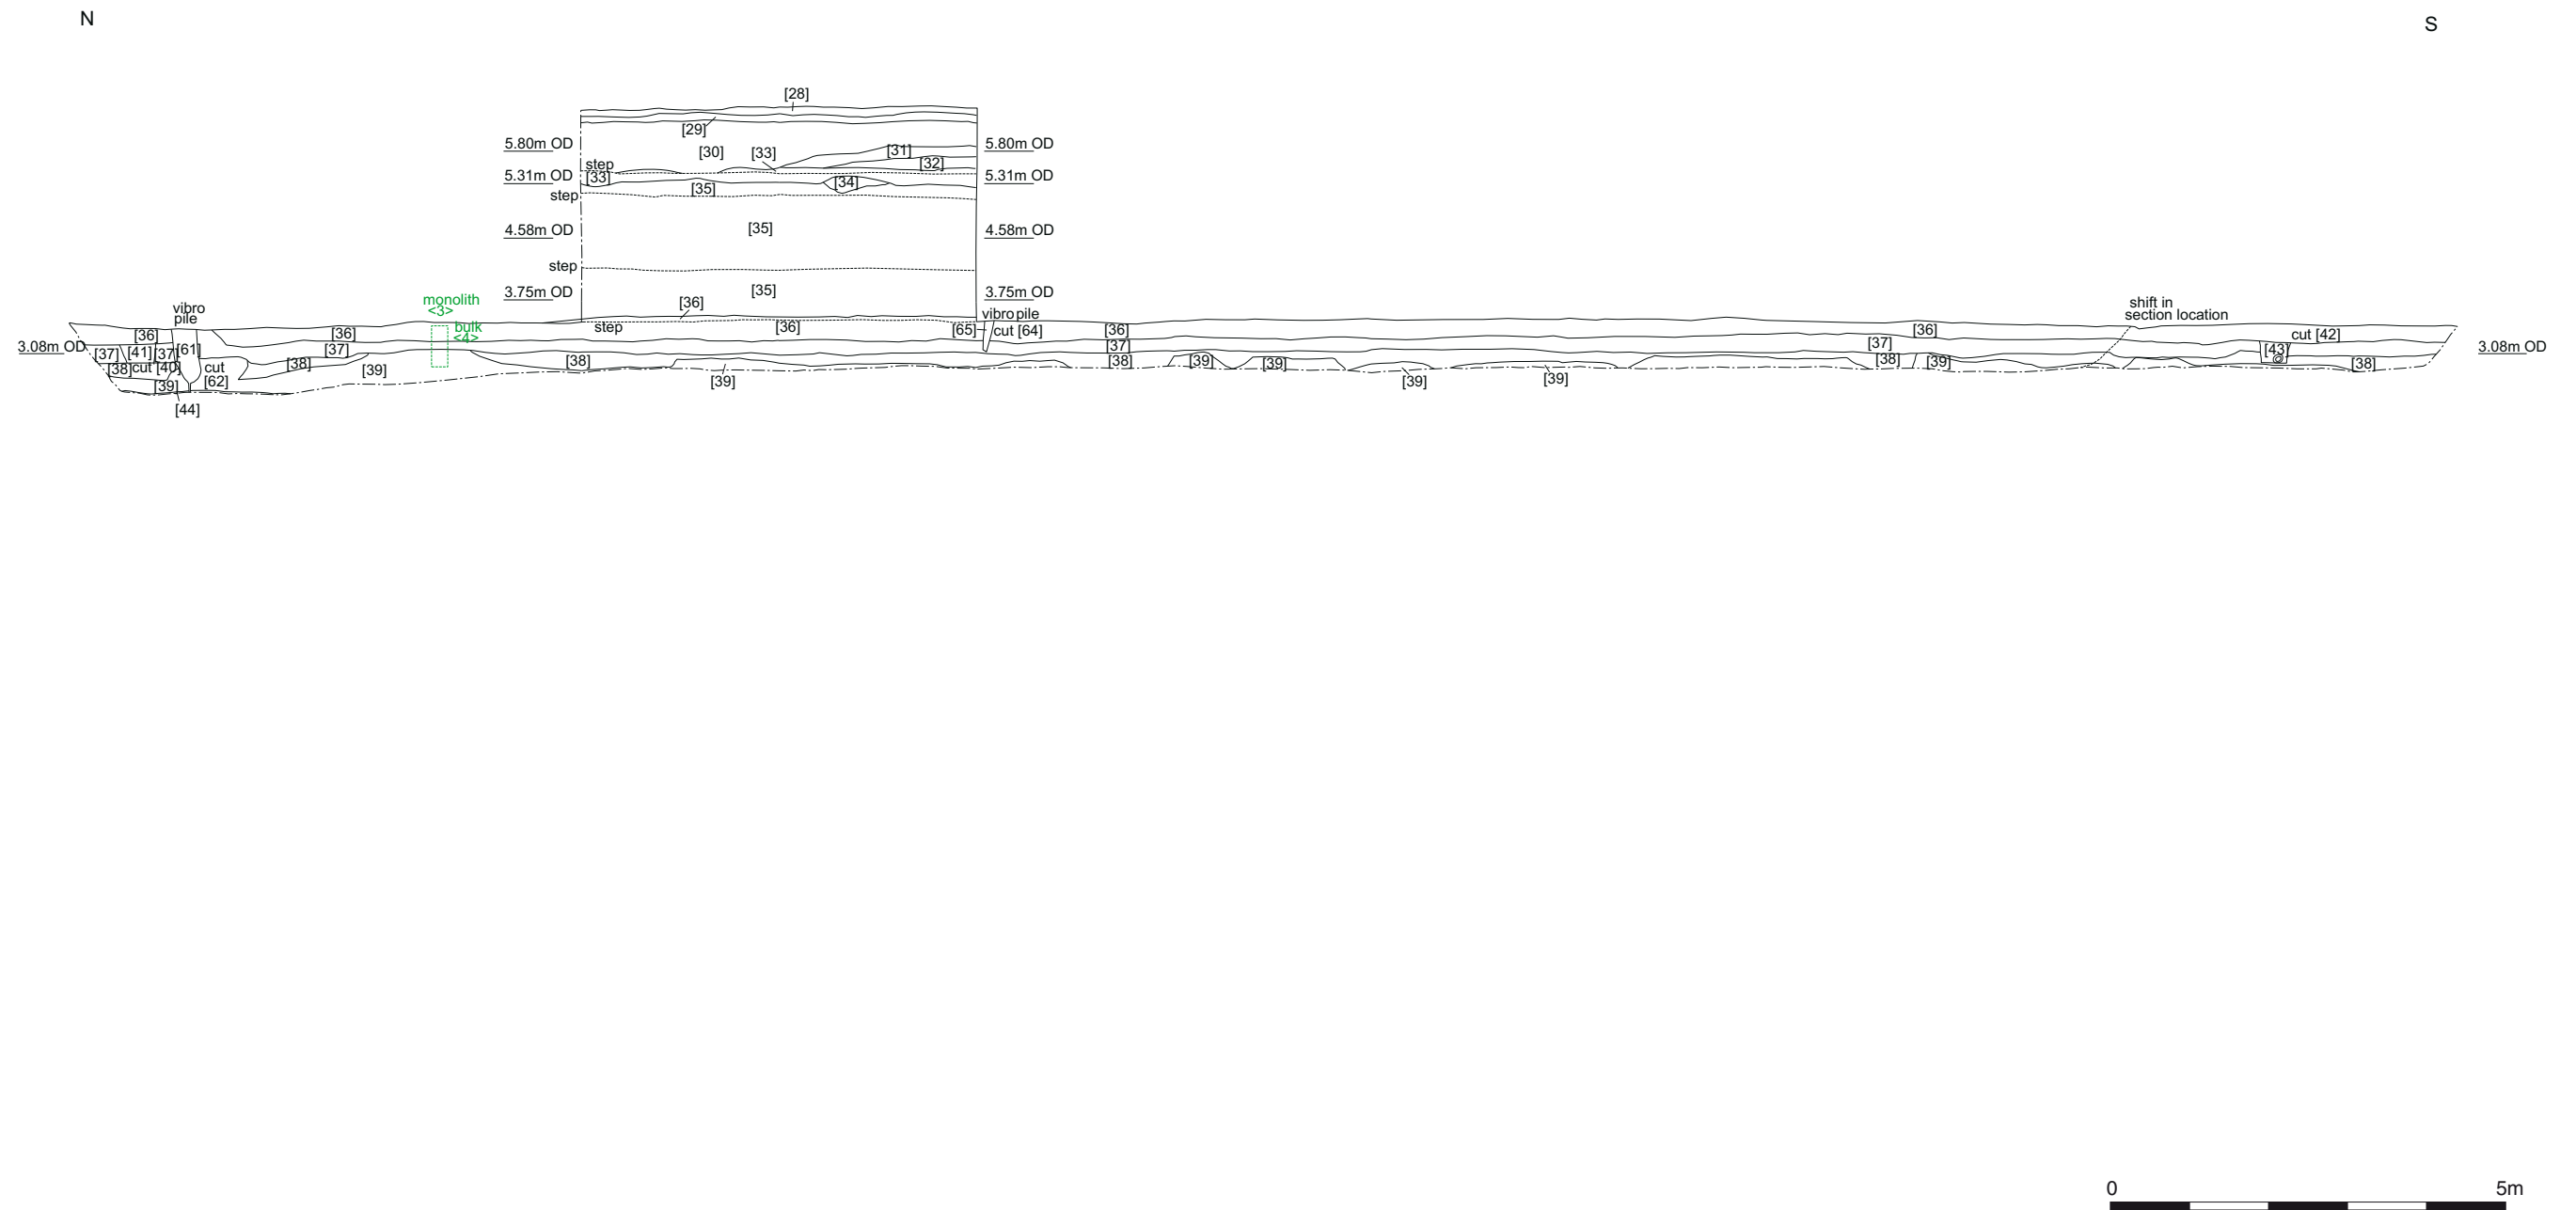 N
S
[28]
[29]
5.80m OD
5.80m OD
[30]
[33]
[31]
[32]
step
5.31m OD
[33]
[35]
[34]
5.31m OD
step
4.58m OD
[35]
4.58m OD
step
3.75m OD
[35]
3.75m OD
[36]
monolith
<3>
bulk
<4>
vibro
pile
vibro pile
shift in
section location
[36]
[36]
step
[36]
[65]
cut [64]
[36]
[36]
cut [42]
3.08m OD
[37]
[41]
[37]
[61]
[37]
[37]
[37]
[43]
3.08m OD
[38]
cut [40]
cut
[62]
[38]
[39]
[38]
[38]
[39]
[39]
[38]
[39]
[38]
[39]
[39]
[39]
[39]
[44]
0
5m